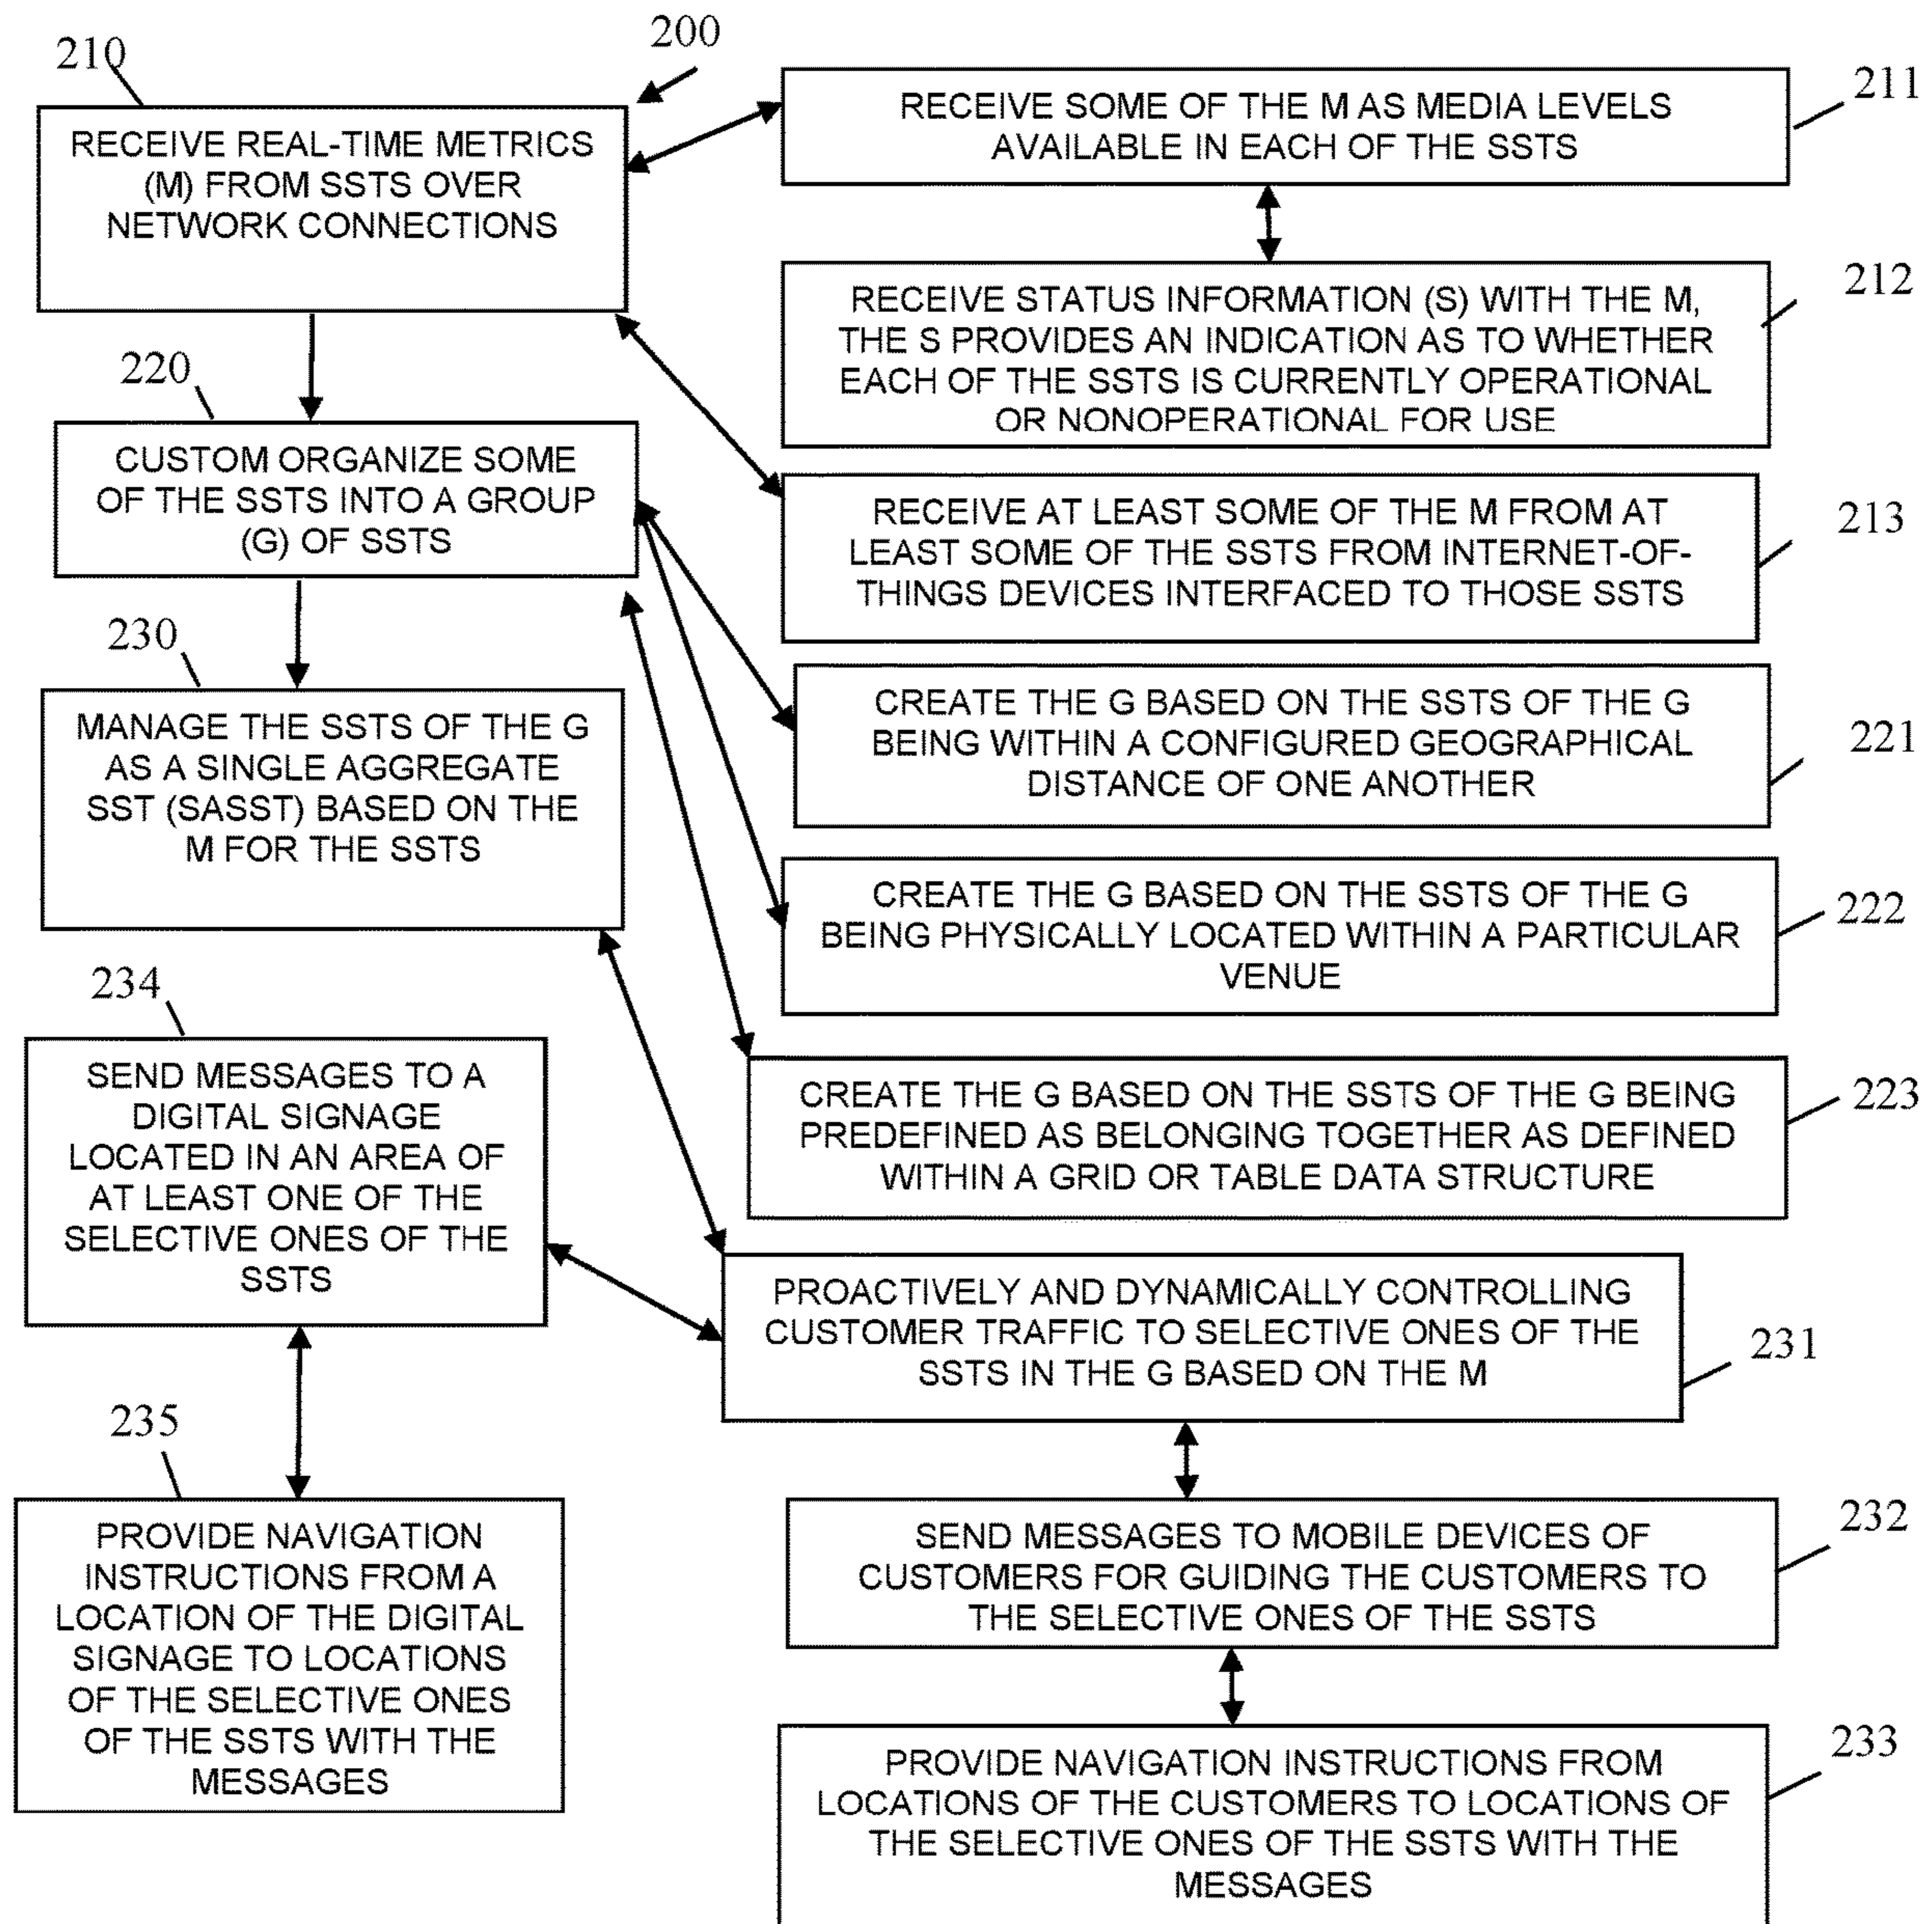 200
210
RECEIVE REAL-TIME METRICS
(M) FROM SSTS OVER
NETWORK CONNECTIONS
211
RECEIVE SOME OF THE M AS MEDIA LEVELS
AVAILABLE IN EACH OF THE SSTS
212
RECEIVE STATUS INFORMATION (S) WITH THE M,
THE S PROVIDES AN INDICATION AS TO WHETHER
EACH OF THE SSTS IS CURRENTLY OPERATIONAL
OR NONOPERATIONAL FOR USE
213
RECEIVE AT LEAST SOME OF THE M FROM AT
LEAST SOME OF THE SSTS FROM INTERNET-OF-
THINGS DEVICES INTERFACED TO THOSE SSTS
220
CUSTOM ORGANIZE SOME
OF THE SSTS INTO A GROUP
(G) OF SSTS
221
CREATE THE G BASED ON THE SSTS OF THE G
BEING WITHIN A CONFIGURED GEOGRAPHICAL
DISTANCE OF ONE ANOTHER
222
CREATE THE G BASED ON THE SSTS OF THE G
BEING PHYSICALLY LOCATED WITHIN A PARTICULAR
VENUE
223
CREATE THE G BASED ON THE SSTS OF THE G BEING
PREDEFINED AS BELONGING TOGETHER AS DEFINED
WITHIN A GRID OR TABLE DATA STRUCTURE
230
MANAGE THE SSTS OF THE G
AS A SINGLE AGGREGATE
SST (SASST) BASED ON THE
M FOR THE SSTS
231
PROACTIVELY AND DYNAMICALLY CONTROLLING
CUSTOMER TRAFFIC TO SELECTIVE ONES OF THE
SSTS IN THE G BASED ON THE M
232
SEND MESSAGES TO MOBILE DEVICES OF
CUSTOMERS FOR GUIDING THE CUSTOMERS TO
THE SELECTIVE ONES OF THE SSTS
233
PROVIDE NAVIGATION INSTRUCTIONS FROM
LOCATIONS OF THE CUSTOMERS TO LOCATIONS OF
THE SELECTIVE ONES OF THE SSTS WITH THE
MESSAGES
234
SEND MESSAGES TO A
DIGITAL SIGNAGE
LOCATED IN AN AREA OF
AT LEAST ONE OF THE
SELECTIVE ONES OF THE
SSTS
235
PROVIDE NAVIGATION
INSTRUCTIONS FROM A
LOCATION OF THE DIGITAL
SIGNAGE TO LOCATIONS
OF THE SELECTIVE ONES
OF THE SSTS WITH THE
MESSAGES